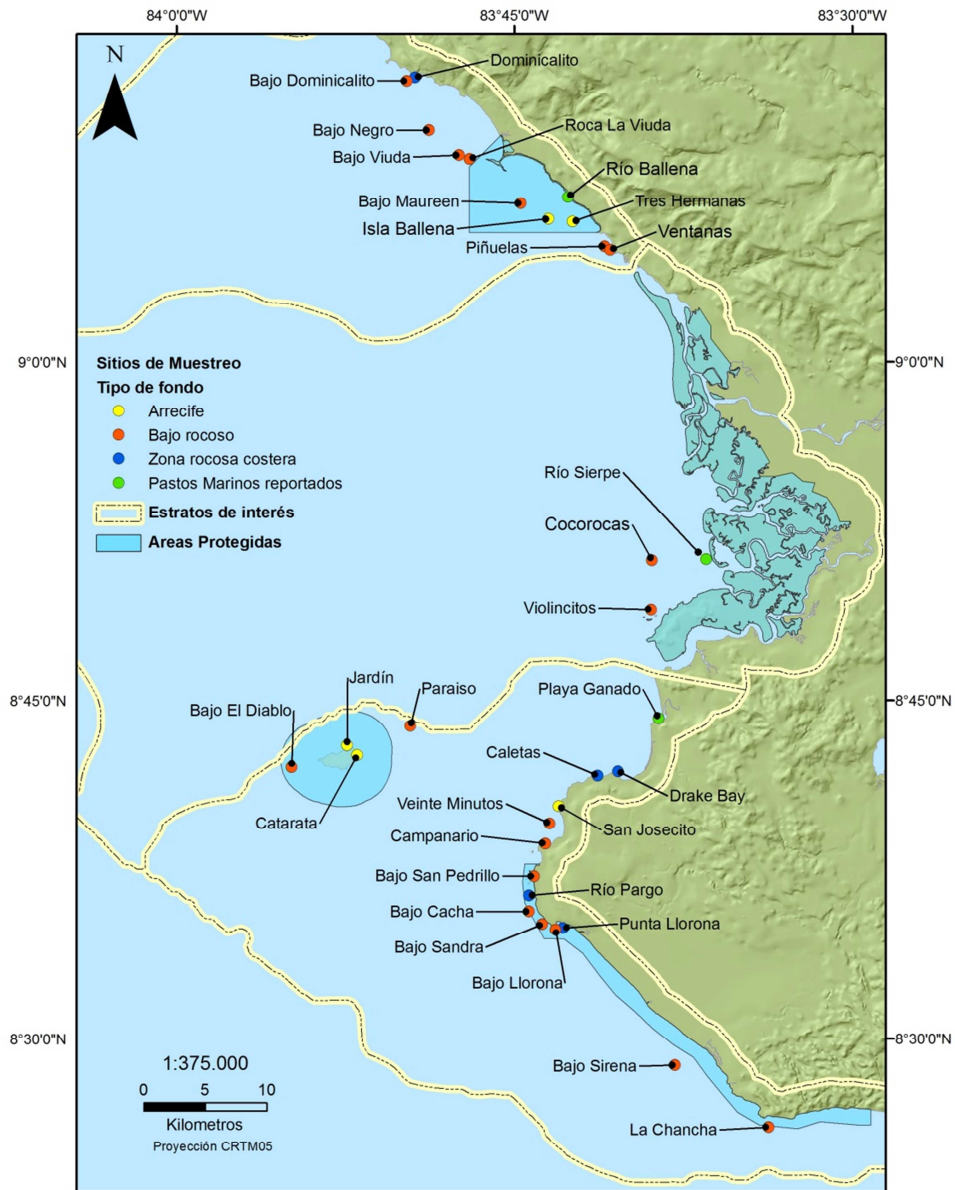 84°0'0"W
83°45'0"W
83°30'0"W
N
Dominicalito
Bajo Dominicalito
Bajo Negro
Roca La Viuda
Bajo Viuda
Río Ballena
Bajo Maureen
Tres Hermanas
Isla Ballena
Ventanas
Piñuelas
9°0'0"N
9°0'0"N
Sitios de Muestreo
Tipo de fondo
Arrecife
Bajo rocoso
Zona rocosa costera
Pastos Marinos reportados
Estratos de interés
Areas Protegidas
Río Sierpe
Cocorocas
Violincitos
Jardín
Paraiso
Playa Ganado
8°45'0"N
8°45'0"N
Bajo El Diablo
Caletas
Drake Bay
Veinte Minutos
Catarata
San Josecito
Campanario
Bajo San Pedrillo
Río Pargo
Bajo Cacha
Punta Llorona
Bajo Sandra
Bajo Llorona
8°30'0"N
8°30'0"N
1:375.000
0 5 10
Kilometros
Proyección CRTM05
Bajo Sirena
La Chancha